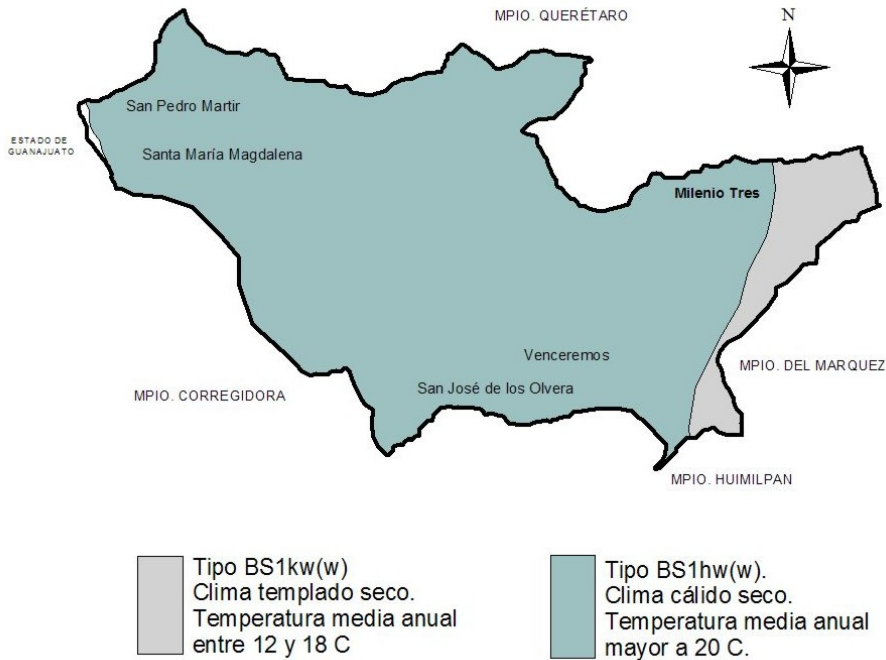 MPIO. QUERÉTARO
N
San Pedro Martir
ESTADO DE
GUANAJUATO
Santa María Magdalena
Milenio Tres
Venceremos
MPIO. DEL MARQUEZ
San José de los Olvera
MPIO. CORREGIDORA
MPIO. HUIMILPAN
Tipo BS1kw(w)
Clima templado seco.
Temperatura media anual
entre 12 y 18 C
Tipo BS1hw(w).
Clima cálido seco.
Temperatura media anual
mayor a 20 C.